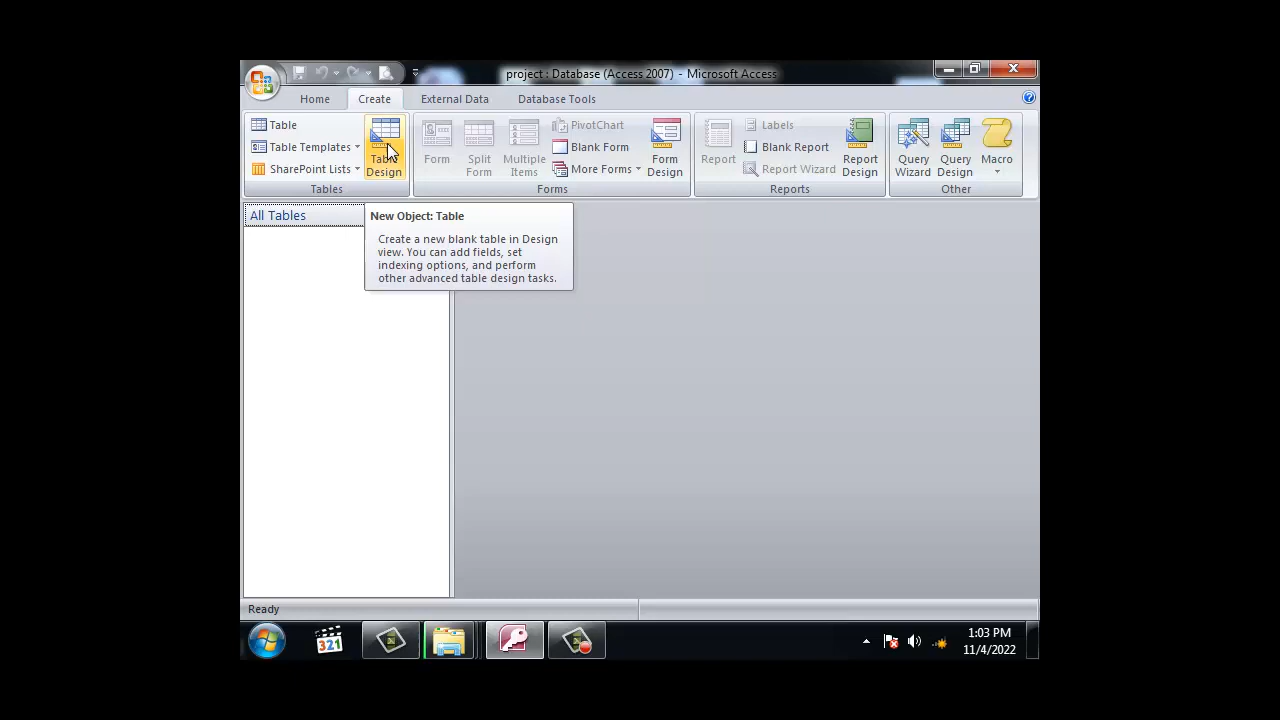 project : Database (Access 2007) - Microsoft Access
Home Create External Data Database Tools
Table
Table Templates
SharePoint Lists
Table
Design
Tables
Form
Split
Form
Multiple
Items
PivotChart
Blank Form
More Forms
Form
Design
Forms
Report
Labels
Blank Report
Report Wizard
Report
Design
Reports
Query
Wizard
Query
Design
Macro
Other
All Tables
New Object: Table
Create a new blank table in Design
view. You can add fields, set
indexing options, and perform
other advanced table design tasks.
Ready
321
1:03 PM
11/4/2022